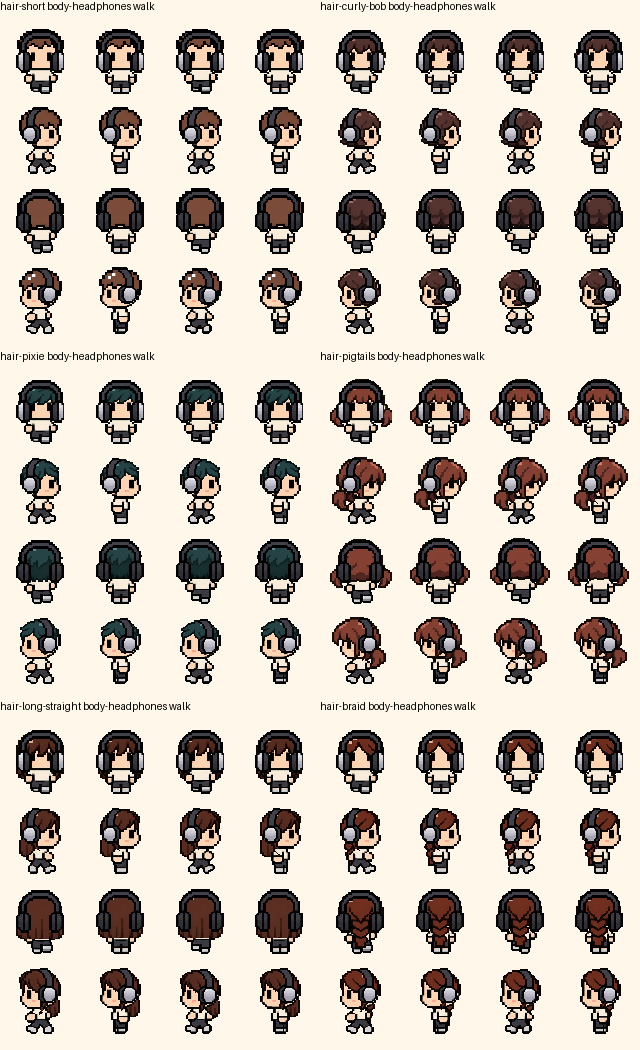 hair-short body-headphones walk
hair-curly-bob body-headphones walk
hair-pixie body-headphones walk
hair-pigtails body-headphones walk
hair-long-straight body-headphones walk
hair-braid body-headphones walk